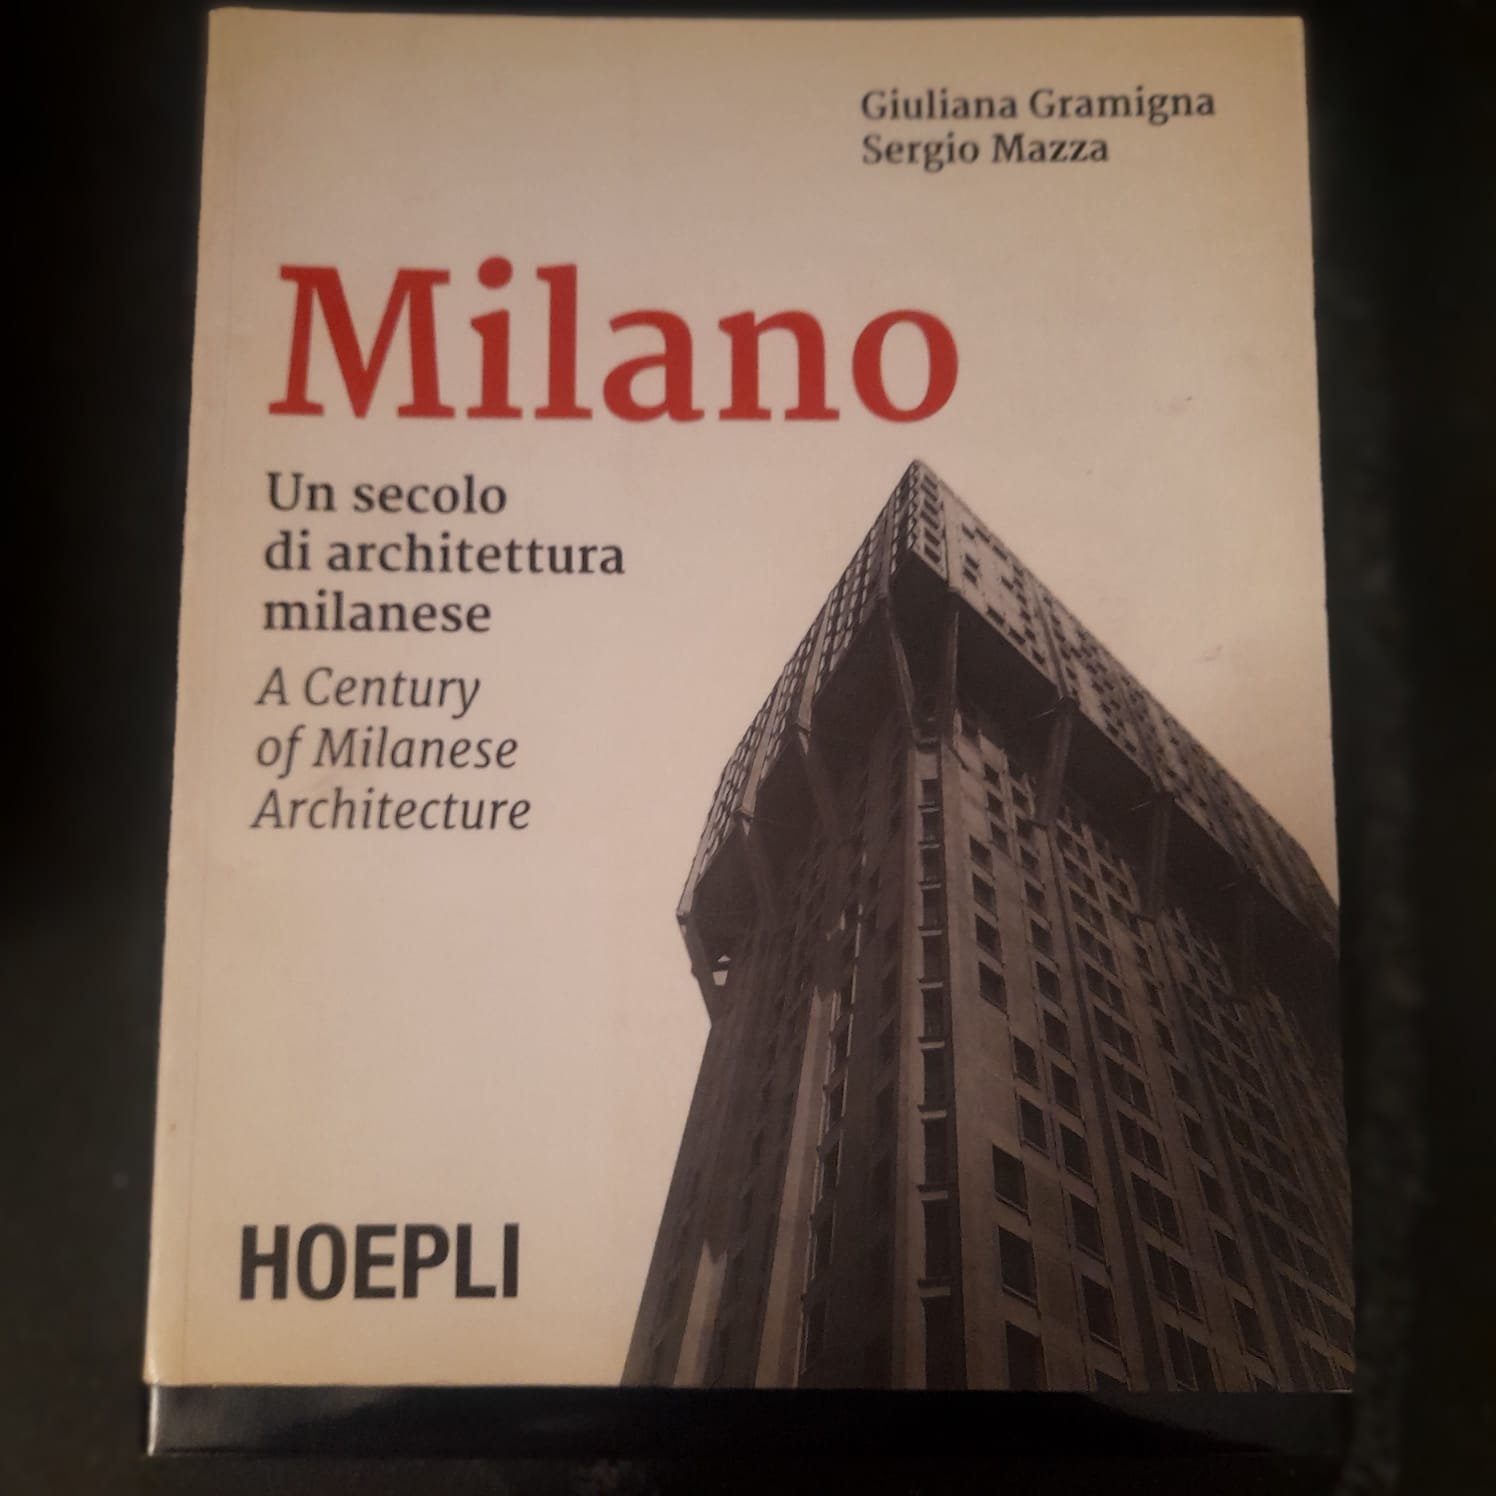 Giuliana Gramigna
Sergio Mazza
Milano
Un secolo
di architettura
milanese
A Century
of Milanese
Architecture
HOEPLI